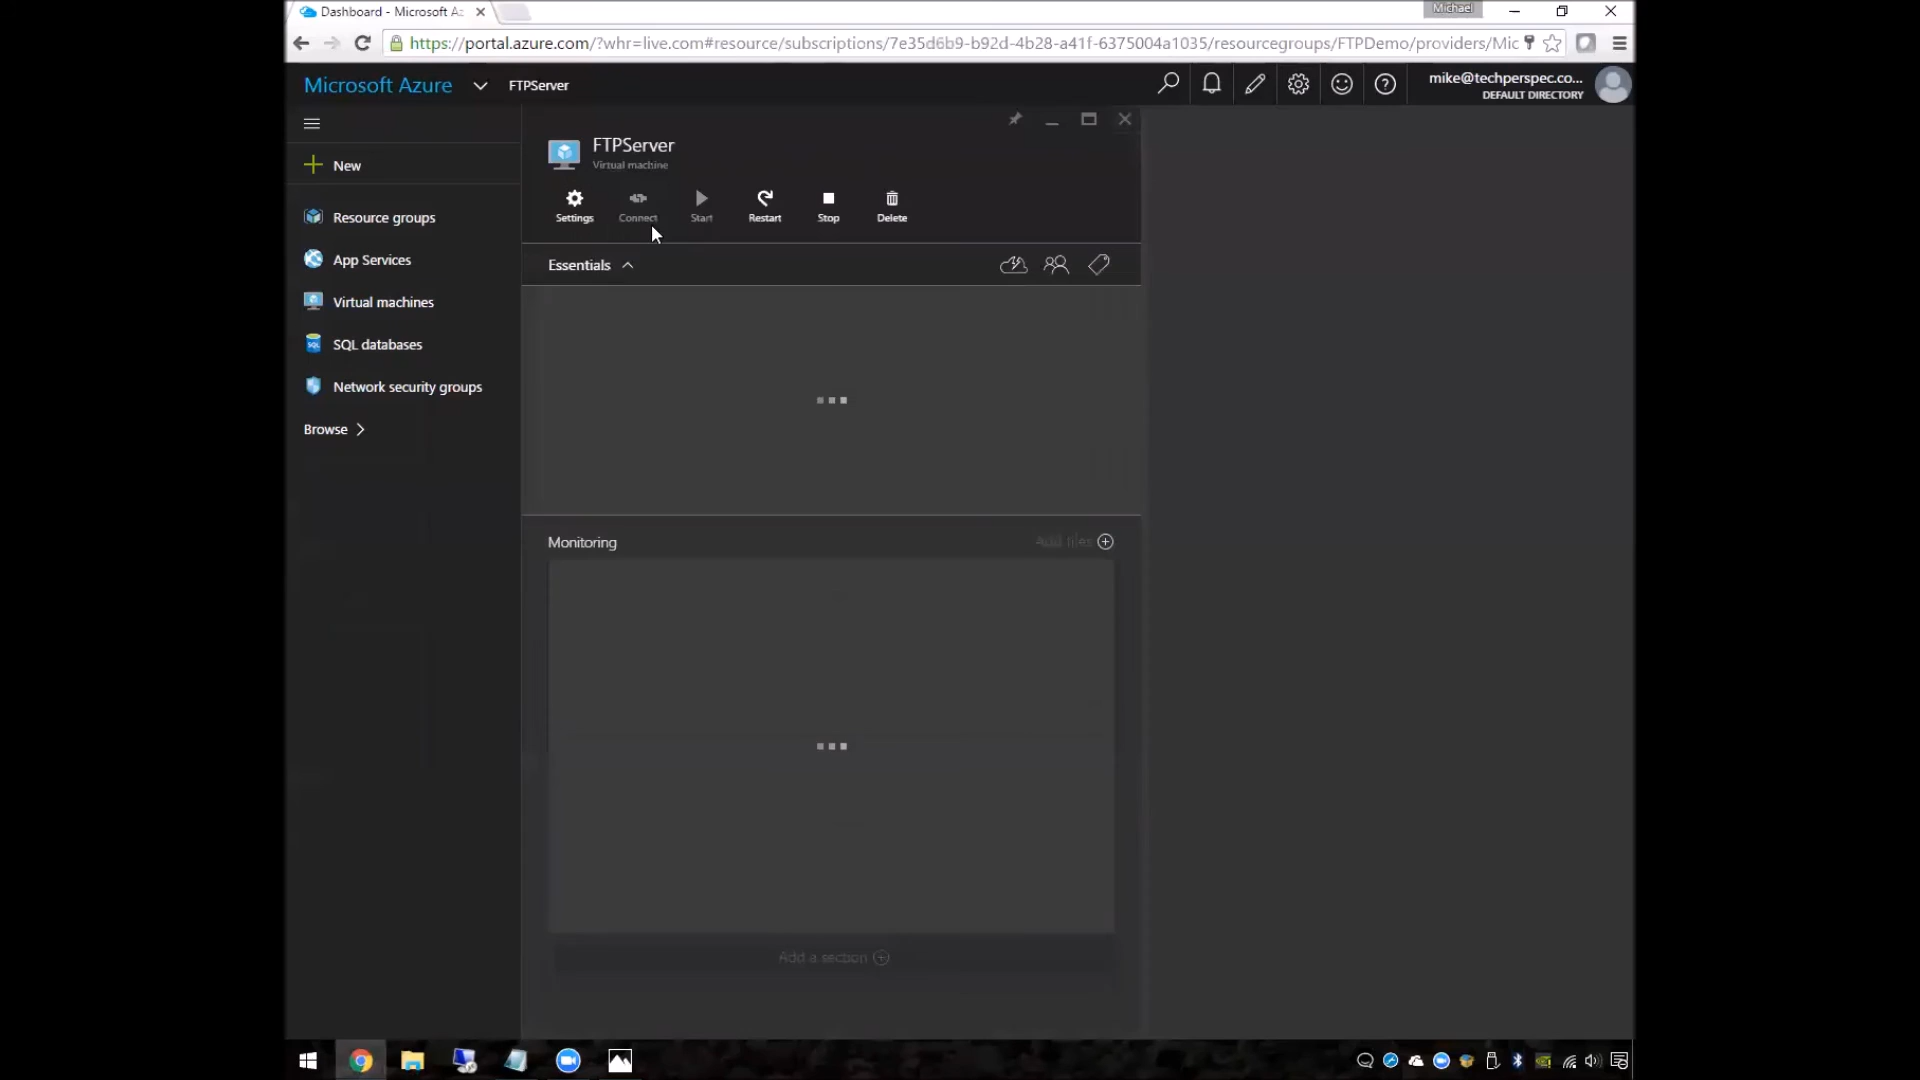 Dashboard - Microsoft Az
Michael
https://portal.azure.com/?whr=live.com#resource/subscriptions/7e35d6b9-b92d-4b28-a41f-6375004a1035/resourcegroups/FTPDemo/providers/Mic
Microsoft Azure
FTPServer
mike@techperspec.co...
DEFAULT DIRECTORY
New
Resource groups
App Services
Virtual machines
SQL databases
Network security groups
Browse
FTPServer
Virtual machine
Settings
Connect
Start
Restart
Stop
Delete
Essentials
Monitoring
Add tiles
Add a section